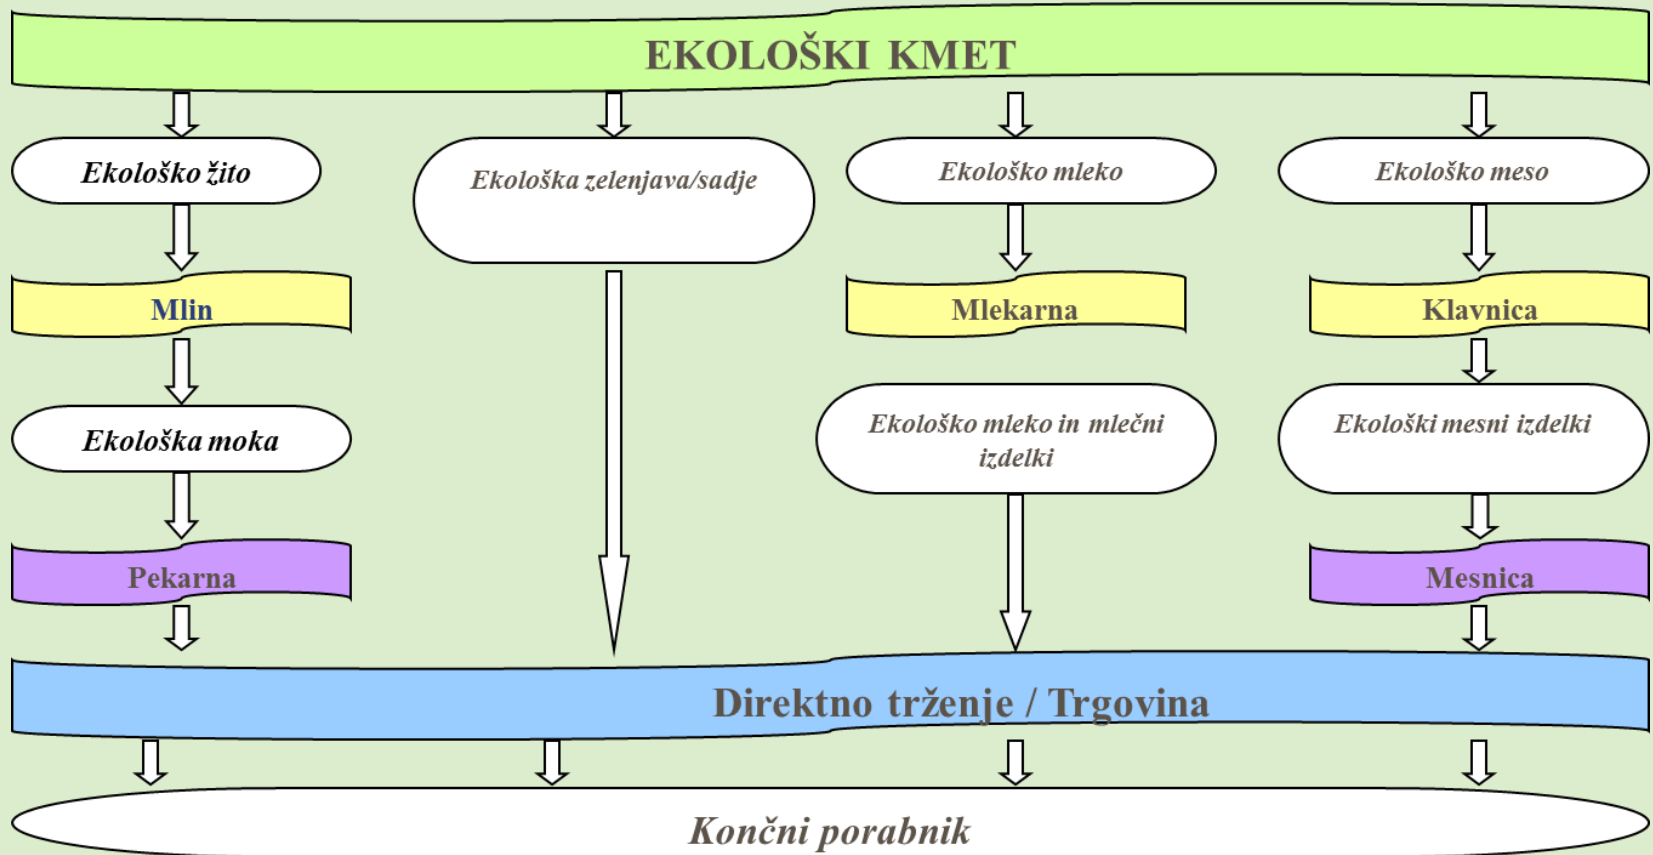 EKOLOŠKI KMET
Ekološko žito
Ekološka zelenjava/sadje
Ekološko mleko
Ekološko meso
Mlin
Mlekarna
Klavnica
Ekološka moka
Ekološko mleko in mlečni
izdelki
Ekološki mesni izdelki
Pekarna
Mesnica
Direktno trženje / Trgovina
Končni porabnik